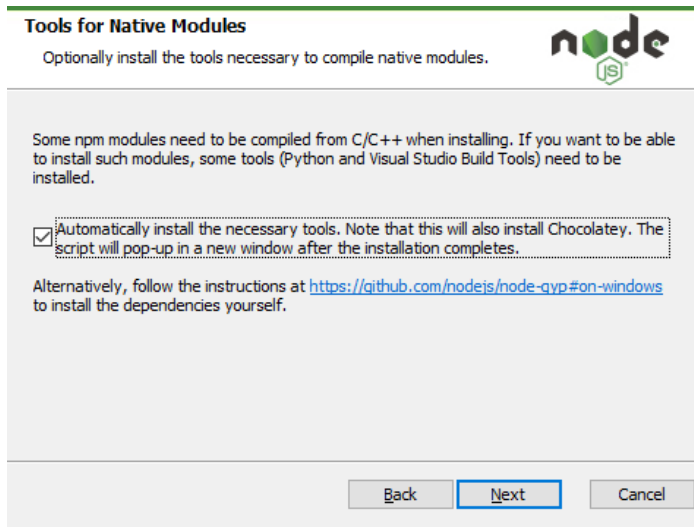 Tools for Native Modules
Optionally install the tools necessary to compile native modules.
node
JS
Some npm modules need to be compiled from C/C++ when installing. If you want to be able
to install such modules, some tools (Python and Visual Studio Build Tools) need to be
installed.
Automatically install the necessary tools. Note that this will also install Chocolatey. The
script will pop-up in a new window after the installation completes.
Alternatively, follow the instructions at https://github.com/nodejs/node-gyp#on-windows
to install the dependencies yourself.
Back Next Cancel